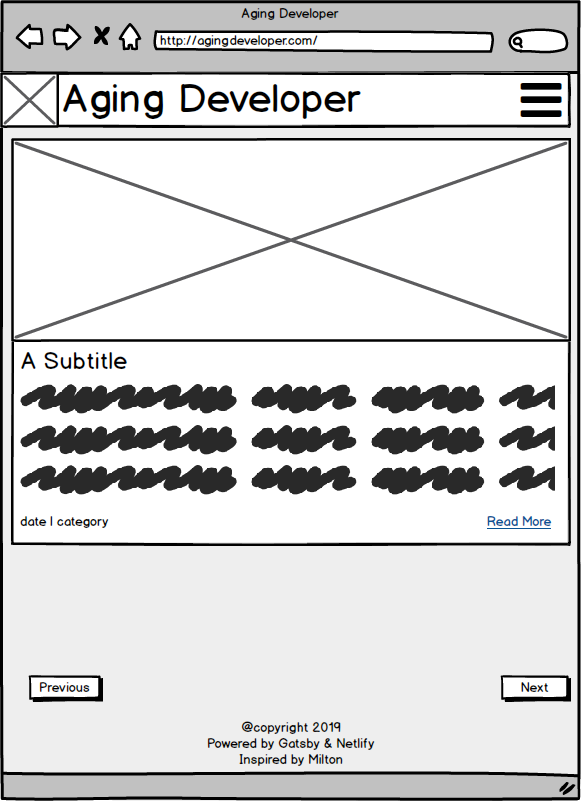 Aging Developer
http://agingdeveloper.com/
Aging Developer
A Subtitle
date | category
Read More
Previous
Next
@copyright 2019
Powered by Gatsby & Netlify
Inspired by Milton